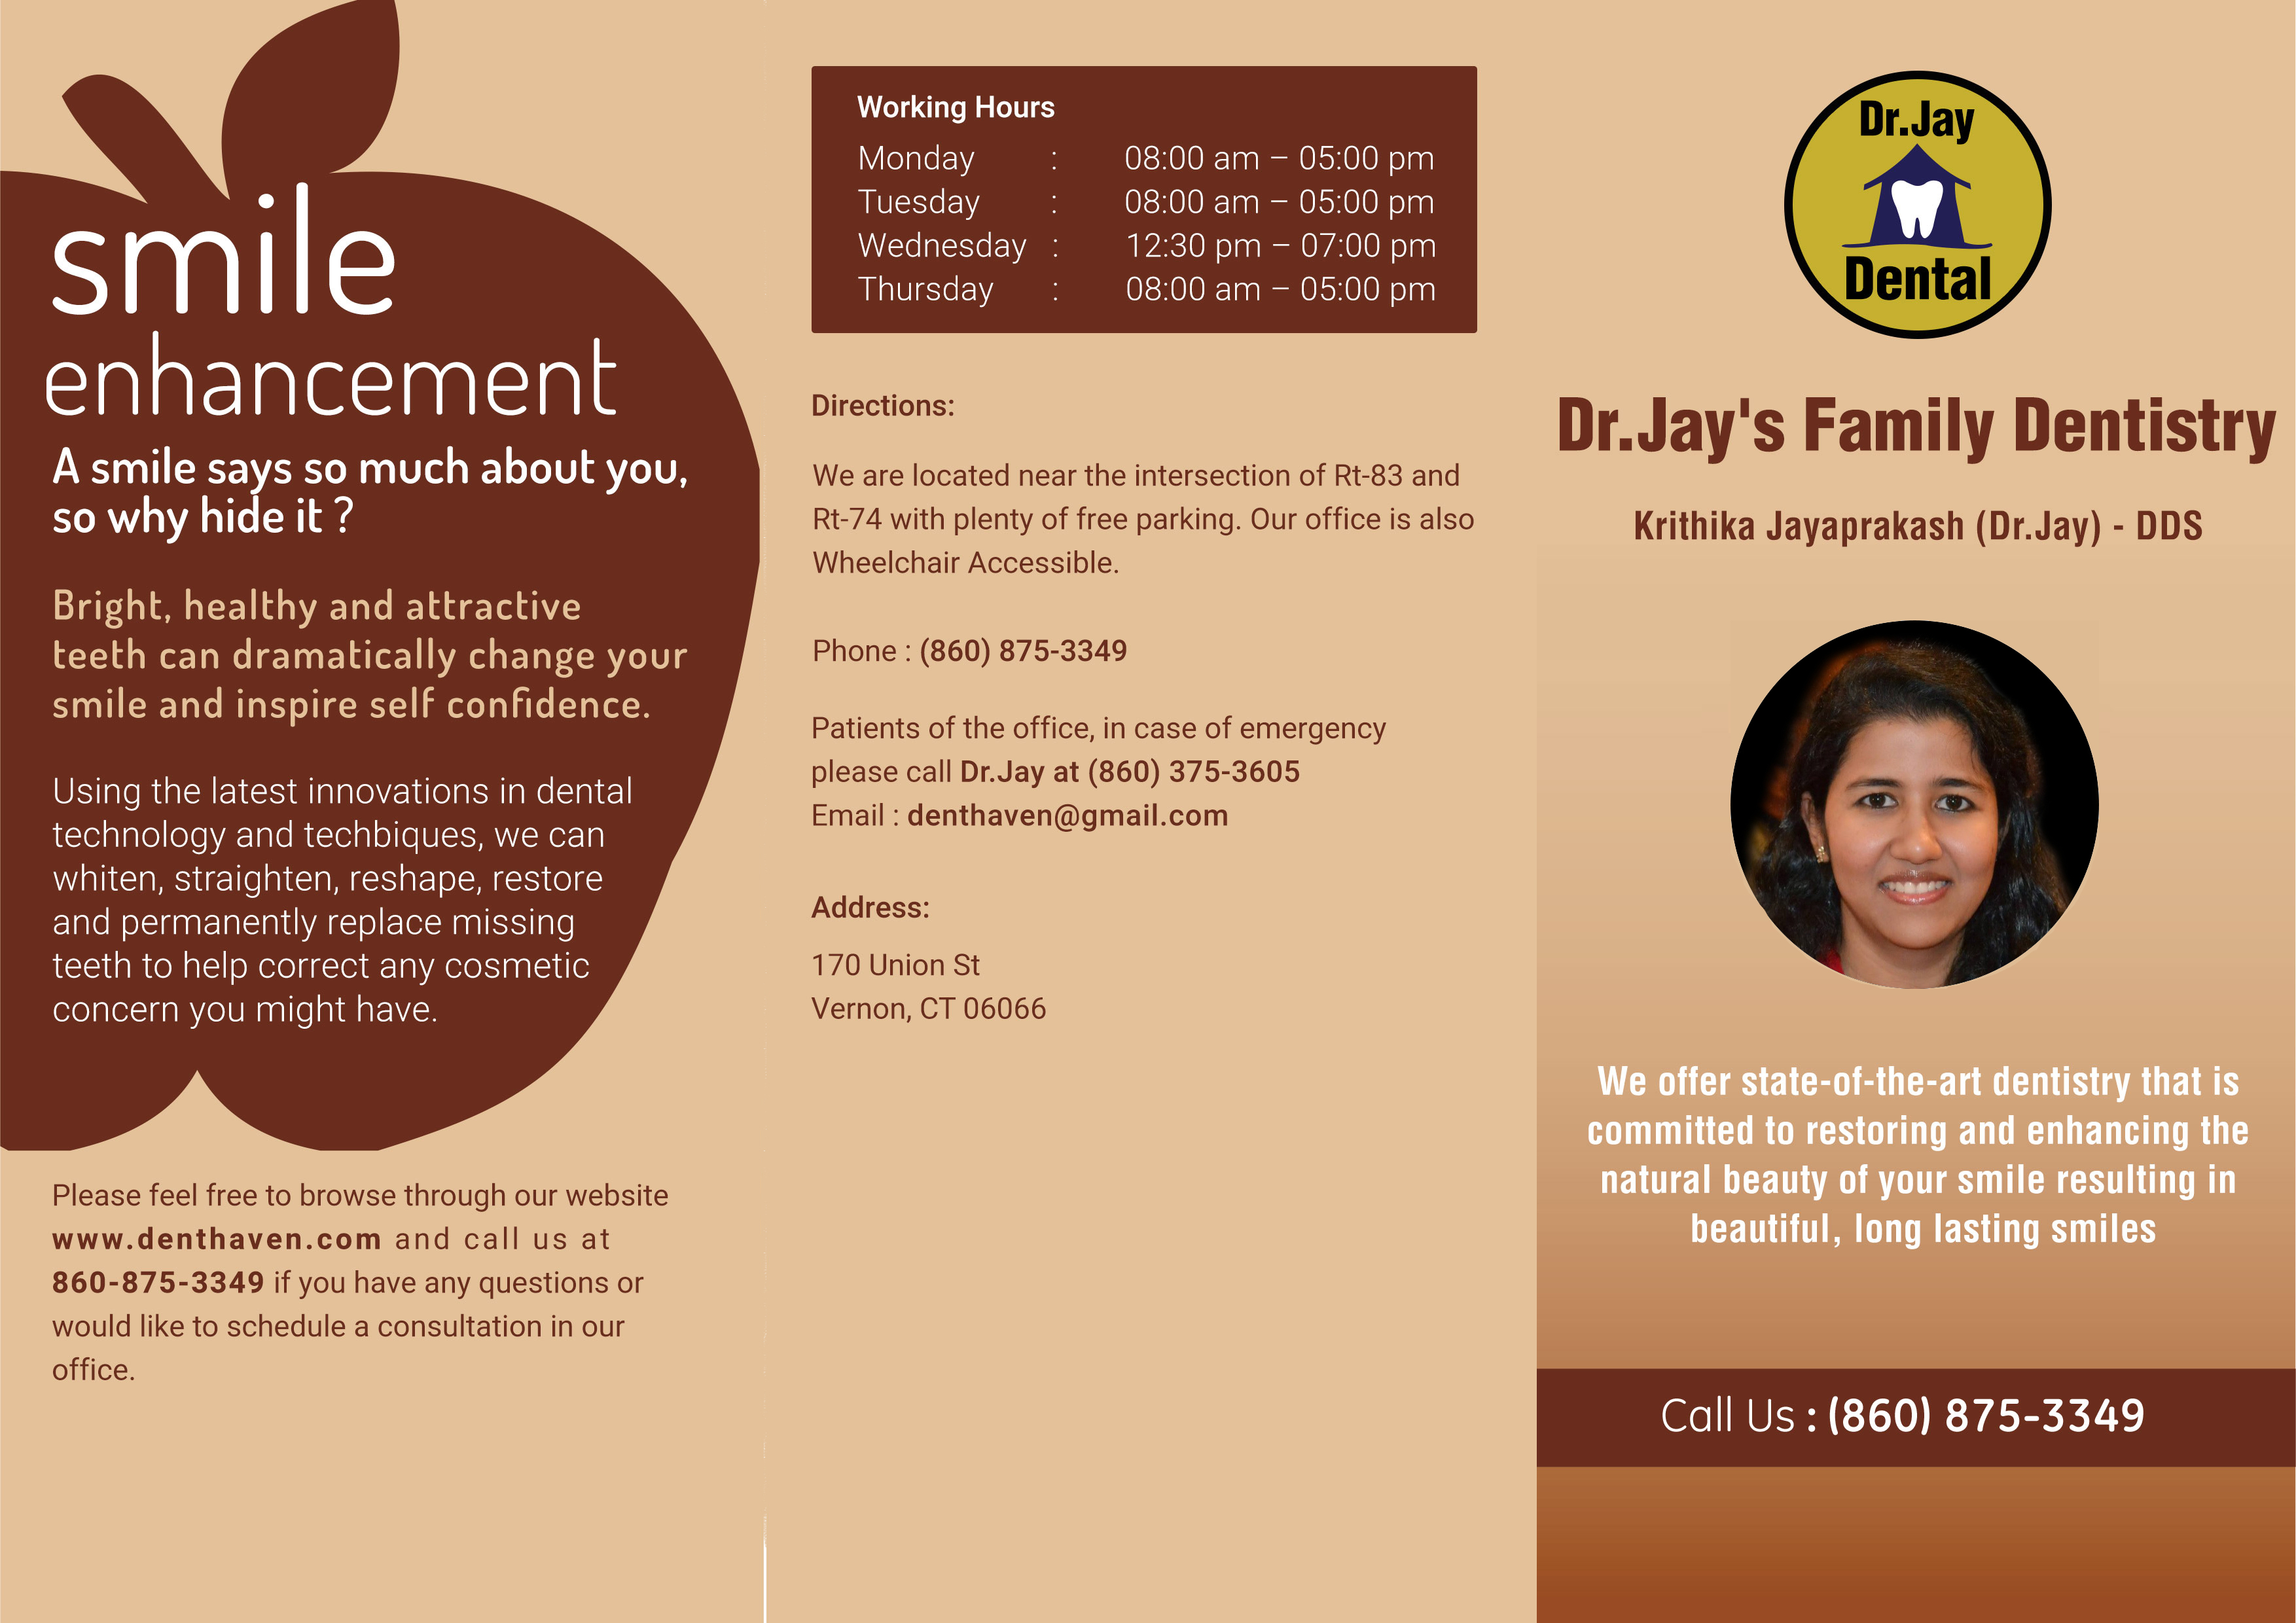 smile
enhancement
A smile says so much about you,
so why hide it ?
Bright, healthy and attractive
teeth can dramatically change your
smile and inspire self confidence.
Using the latest innovations in dental
technology and techbiques, we can
whiten, straighten, reshape, restore
and permanently replace missing
teeth to help correct any cosmetic
concern you might have.
Please feel free to browse through our website
www.denthaven.com and call us at
860-875-3349 if you have any questions or
would like to schedule a consultation in our
office.
Working Hours
Monday : 08:00 am – 05:00 pm
Tuesday : 08:00 am – 05:00 pm
Wednesday : 12:30 pm – 07:00 pm
Thursday : 08:00 am – 05:00 pm
Directions:
We are located near the intersection of Rt-83 and
Rt-74 with plenty of free parking. Our office is also
Wheelchair Accessible.
Phone : (860) 875-3349
Patients of the office, in case of emergency
please call Dr.Jay at (860) 375-3605
Email : denthaven@gmail.com
Address:
170 Union St
Vernon, CT 06066
Dr.Jay
Dental
Dr.Jay's Family Dentistry
Krithika Jayaprakash (Dr.Jay) - DDS
We offer state-of-the-art dentistry that is
committed to restoring and enhancing the
natural beauty of your smile resulting in
beautiful, long lasting smiles
Call Us : (860) 875-3349